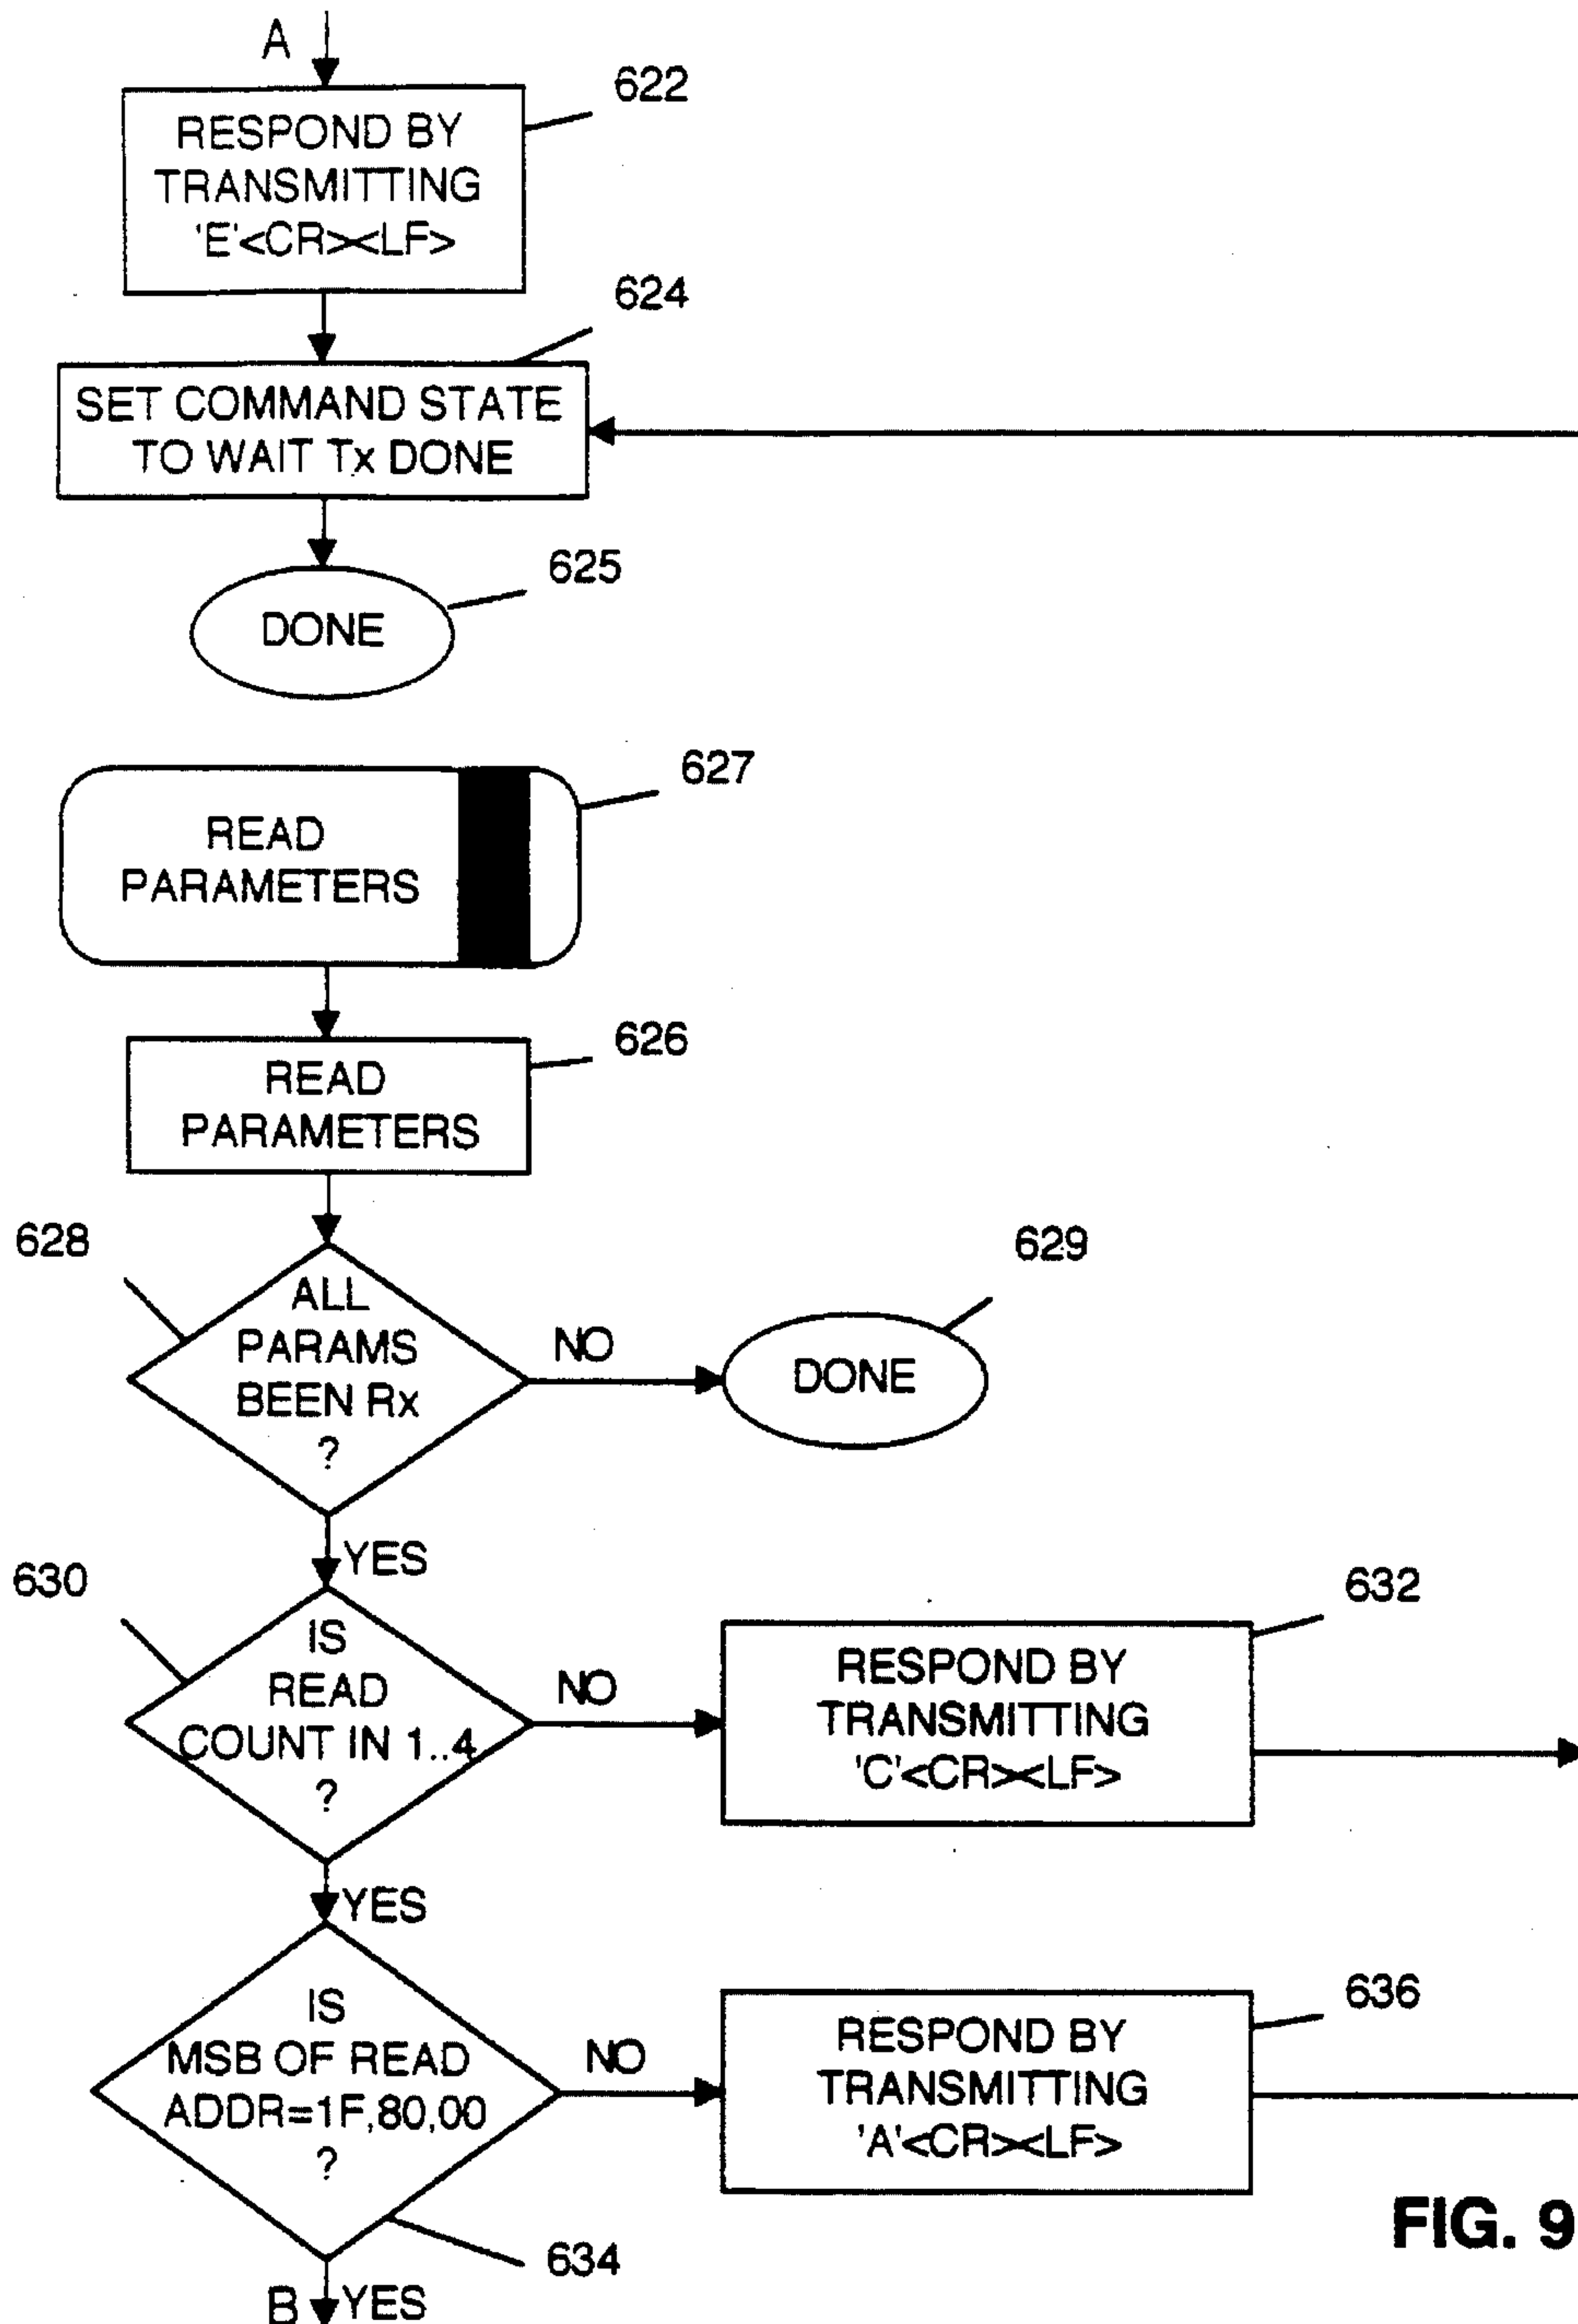 A
622
RESPOND BY
TRANSMITTING
'E'<CR><LF>
624
SET COMMAND STATE
TO WAIT Tx DONE
625
DONE
627
READ
PARAMETERS
626
READ
PARAMETERS
628
ALL
PARAMS
BEEN Rx
?
NO
629
DONE
YES
630
IS
READ
COUNT IN 1..4
?
NO
632
RESPOND BY
TRANSMITTING
'C'<CR><LF>
YES
IS
MSB OF READ
ADDR=1F,80,00
?
NO
636
RESPOND BY
TRANSMITTING
'A'<CR><LF>
634
B YES
FIG. 9